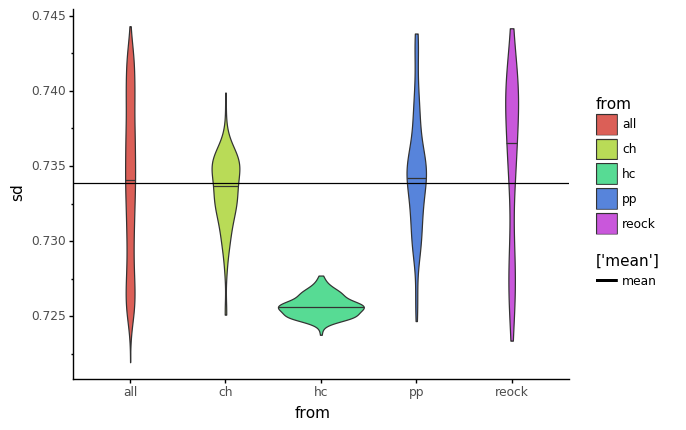 0.745
0.740
0.735
0.730
0.725
sd
all
ch
hc
pp
reock
from
from
all
ch
hc
pp
reock
['mean']
mean